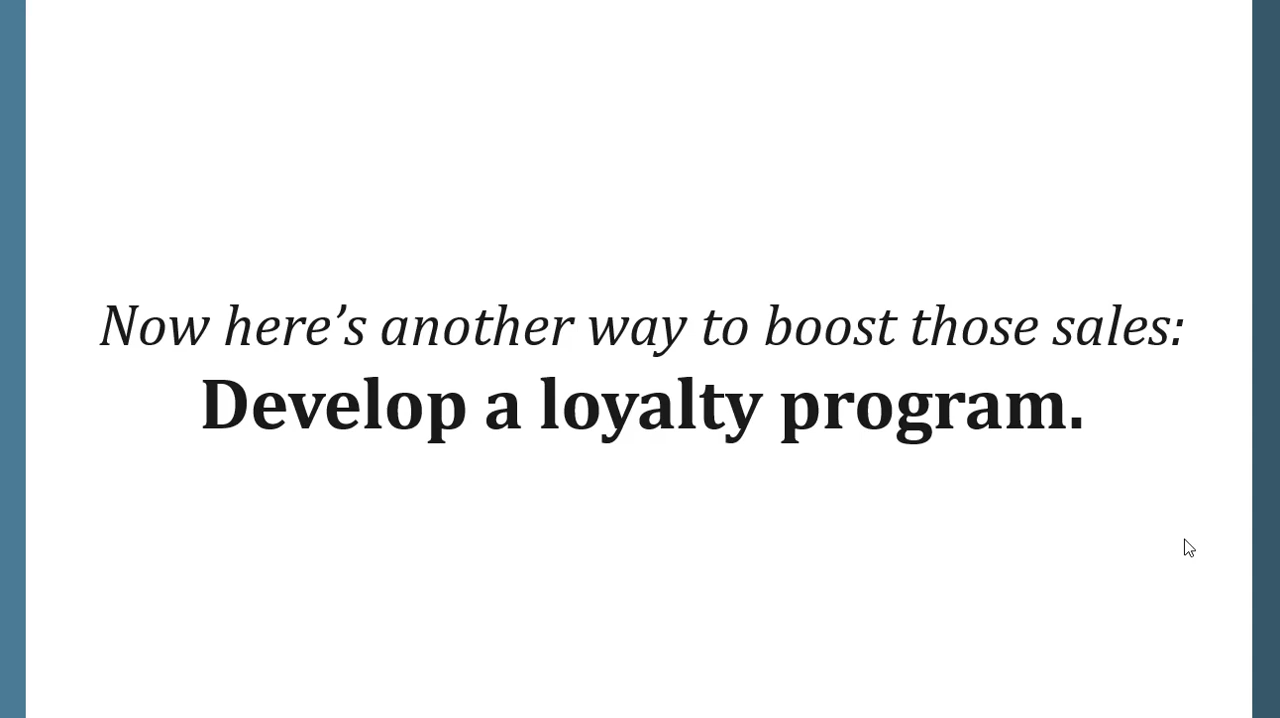 Now here’s another way to boost those sales:
Develop a loyalty program.